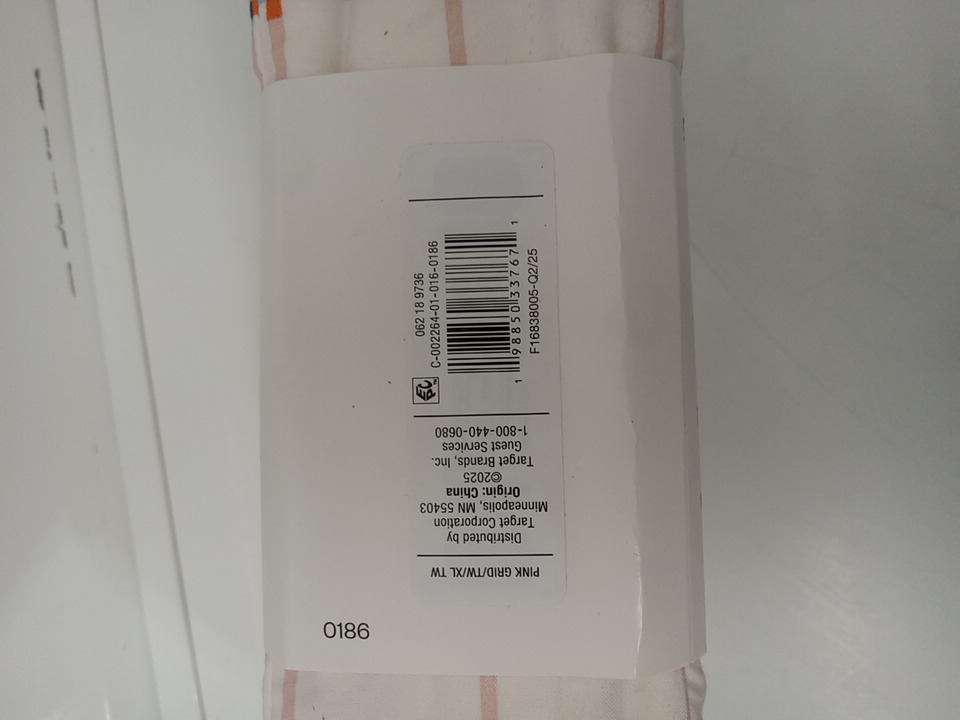 PINK GRID/TW/XL TW
Distributed by
Target Corporation
Minneapolis, MN 55403
Origin: China
©2025
Target Brands, Inc.
Guest Services
1-800-440-0680
EPC
062 18 9736
C-002264-01-016-0186
1 98850 33767 1
F16838005-Q2/25
0186